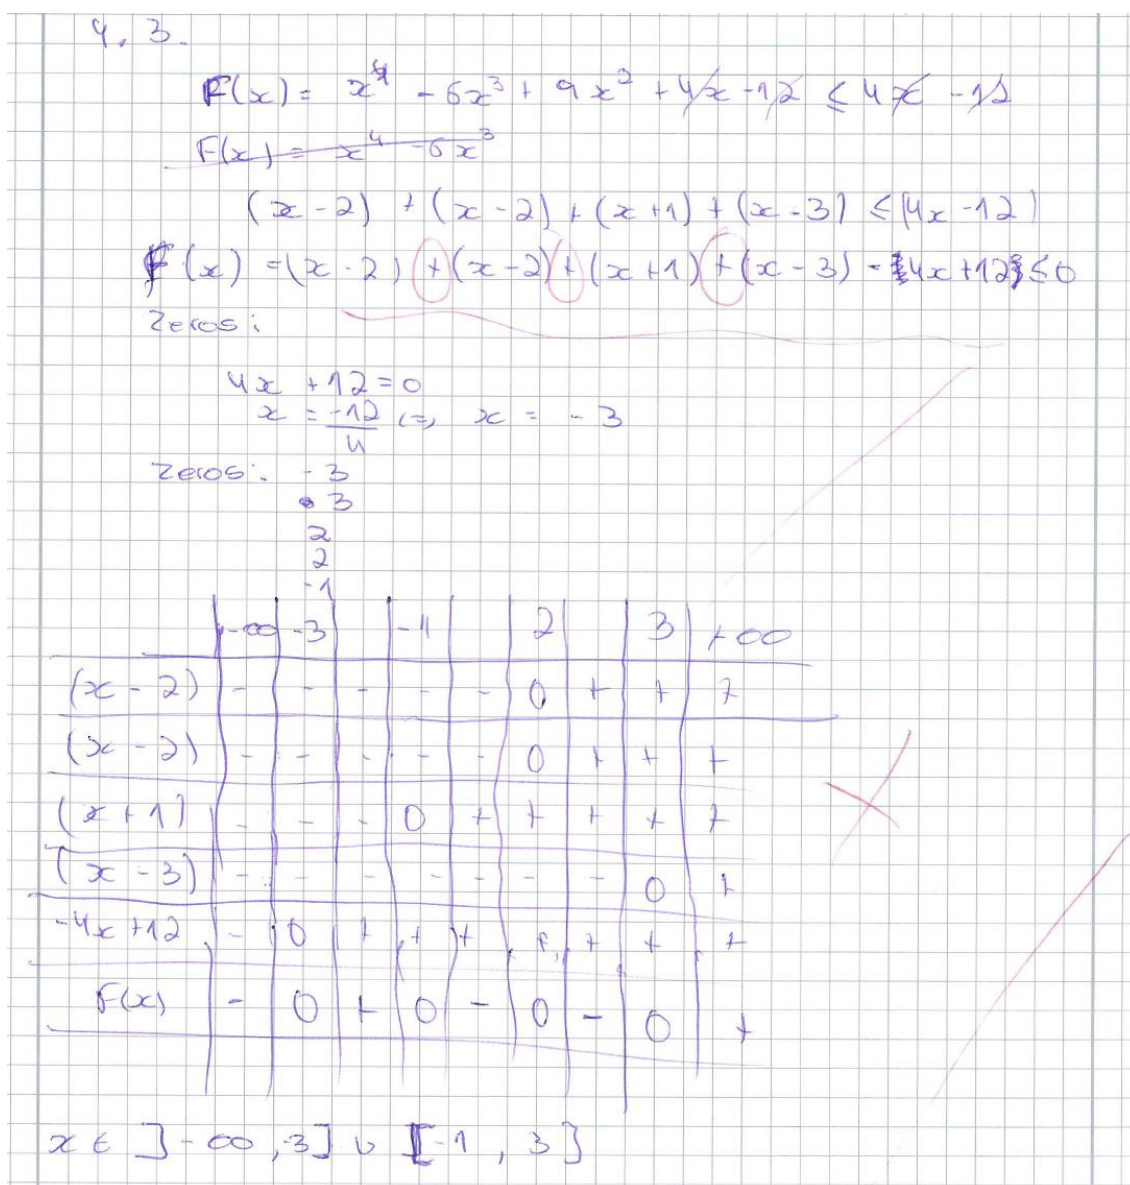 4. 3.
F(x) = x⁴ - 6x³ + 9x² + 4x - 12 ≤ 4x - 12
F(x) = x⁴ - 6x³
(x - 2) + (x - 2) + (x + 1) + (x - 3) ≤ (4x - 12)
F(x) = (x - 2) + (x - 2) + (x + 1) + (x - 3) - 4x + 12 ≤ 0
Zeros:
4x + 12 = 0
x = -12/4 (=) x = - 3
Zeros: - 3
3
2
2
-1
-∞ -3 -1 2 3 +∞
(x - 2) - - - - - 0 + + +
(x - 2) - - - - - 0 + + +
(x + 1) - - - 0 + + + + +
(x - 3) - - - - - - - 0 +
-4x + 12 - 0 + + + + + + +
F(x) - 0 + 0 - 0 - 0 +
x ∈ ]-∞, -3] ∪ [-1, 3]